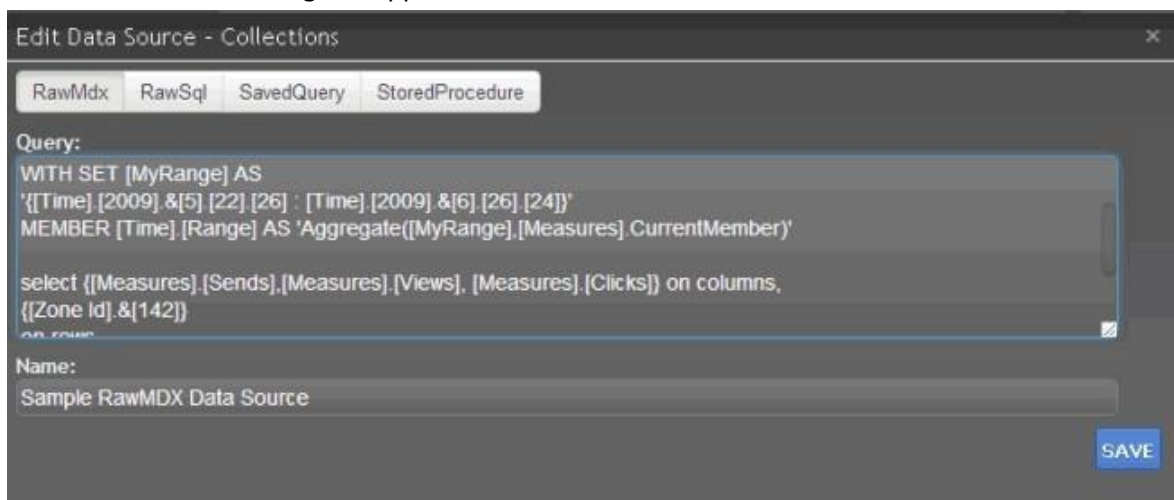 Edit Data Source - Collections ×
RawMdx RawSql SavedQuery StoredProcedure
Query:
WITH SET [MyRange] AS
'{[Time].[2009].&[5].[22].[26] : [Time].[2009].&[6].[26].[24]}'
MEMBER [Time].[Range] AS 'Aggregate([MyRange],[Measures].CurrentMember)'
select {[Measures].[Sends],[Measures].[Views], [Measures].[Clicks]} on columns,
{[Zone Id].&[142]}
on rows
Name:
Sample RawMDX Data Source
SAVE